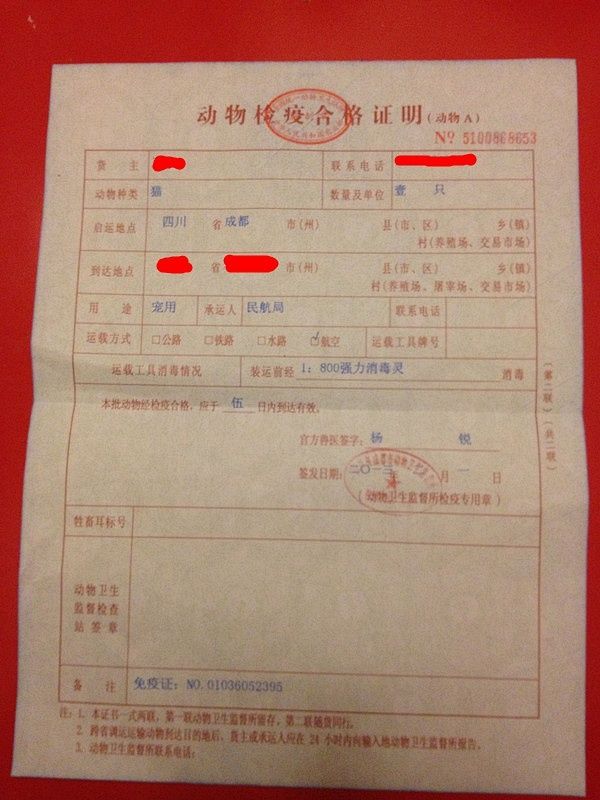 动物检疫合格证明(动物A)
№ 5100868653
货 主 联系电话
动物种类 猫 数量及单位 壹 只
启运地点 四川 省 成都 市(州) 县(市、区) 乡(镇)
村(养殖场、交易市场)
到达地点 省 市(州) 县(市、区) 乡(镇)
村(养殖场、屠宰场、交易市场)
用 途 宠用 承运人 民航局 联系电话
运载方式 □公路 □铁路 □水路 ☑航空 运载工具牌号
运载工具消毒情况 装运前经 1:800强力消毒灵 消毒
本批动物经检疫合格,应于 伍 日内到达有效。
官方兽医签字:杨 锐
签发日期:二〇一三年 月 一 日
(动物卫生监督所检疫专用章)
(第二联)(共二联)
牲畜耳标号
动物卫生
监督检查
站签章
备 注 免疫证:NO.01036052395
注:1. 本证书一式两联,第一联动物卫生监督所留存,第二联随货同行。
2. 跨省调运动物到达目的地后,货主或承运人应在 24 小时内向输入地动物卫生监督所报告。
3. 动物卫生监督所联系电话: